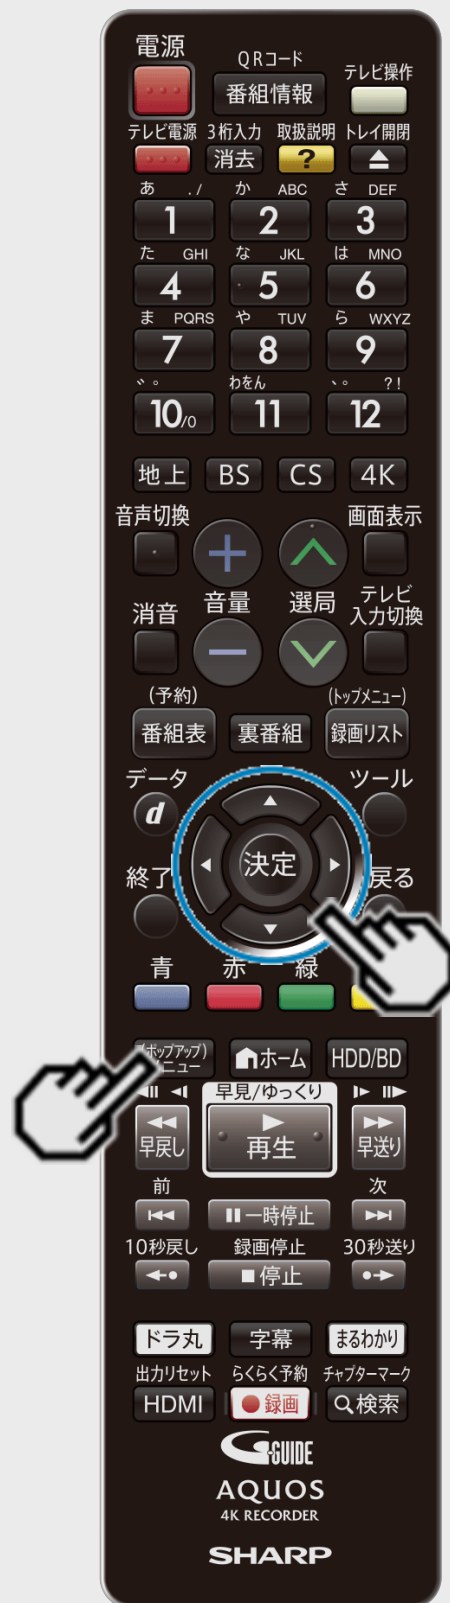 電源
QRコード
番組情報
テレビ操作
テレビ電源 3桁入力 取扱説明 トレイ開閉
消去 ?
あ ./ か ABC さ DEF
1 2 3
た GHI な JKL は MNO
4 5 6
ま PQRS や TUV ら WXYZ
7 8 9
゛゜ わをん 、。 ?!
10/0 11 12
地上 BS CS 4K
音声切換 画面表示
消音 音量 選局 テレビ
入力切換
(予約) (トップメニュー)
番組表 裏番組 録画リスト
データ ツール
d
決定
終了 戻る
青 赤 緑
(ポップアップ)
メニュー
ホーム HDD/BD
早見/ゆっくり
早戻し 再生 早送り
前 次
一時停止
10秒戻し 録画停止 30秒送り
停止
ドラ丸 字幕 まるわかり
出力リセット らくらく予約 チャプターマーク
HDMI 録画 検索
G-GUIDE
AQUOS
4K RECORDER
SHARP